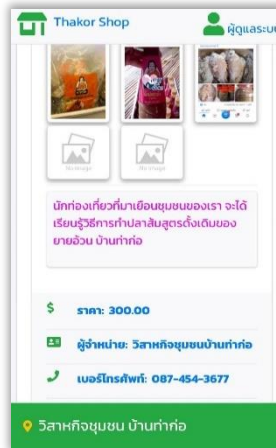 Thakor Shop
ผู้ดูแลระบบ
No image
No image
นักท่องเที่ยวที่มาเยือนชุมชนของเรา จะได้
เรียนรู้วิธีการทำปลาส้มสูตรดั้งเดิมของ
ยายอ้วน บ้านท่าก่อ
$ ราคา: 300.00
ผู้จำหน่าย: วิสาหกิจชุมชนบ้านท่าก่อ
เบอร์โทรศัพท์: 087-454-3677
วิสาหกิจชุมชน บ้านท่าก่อ